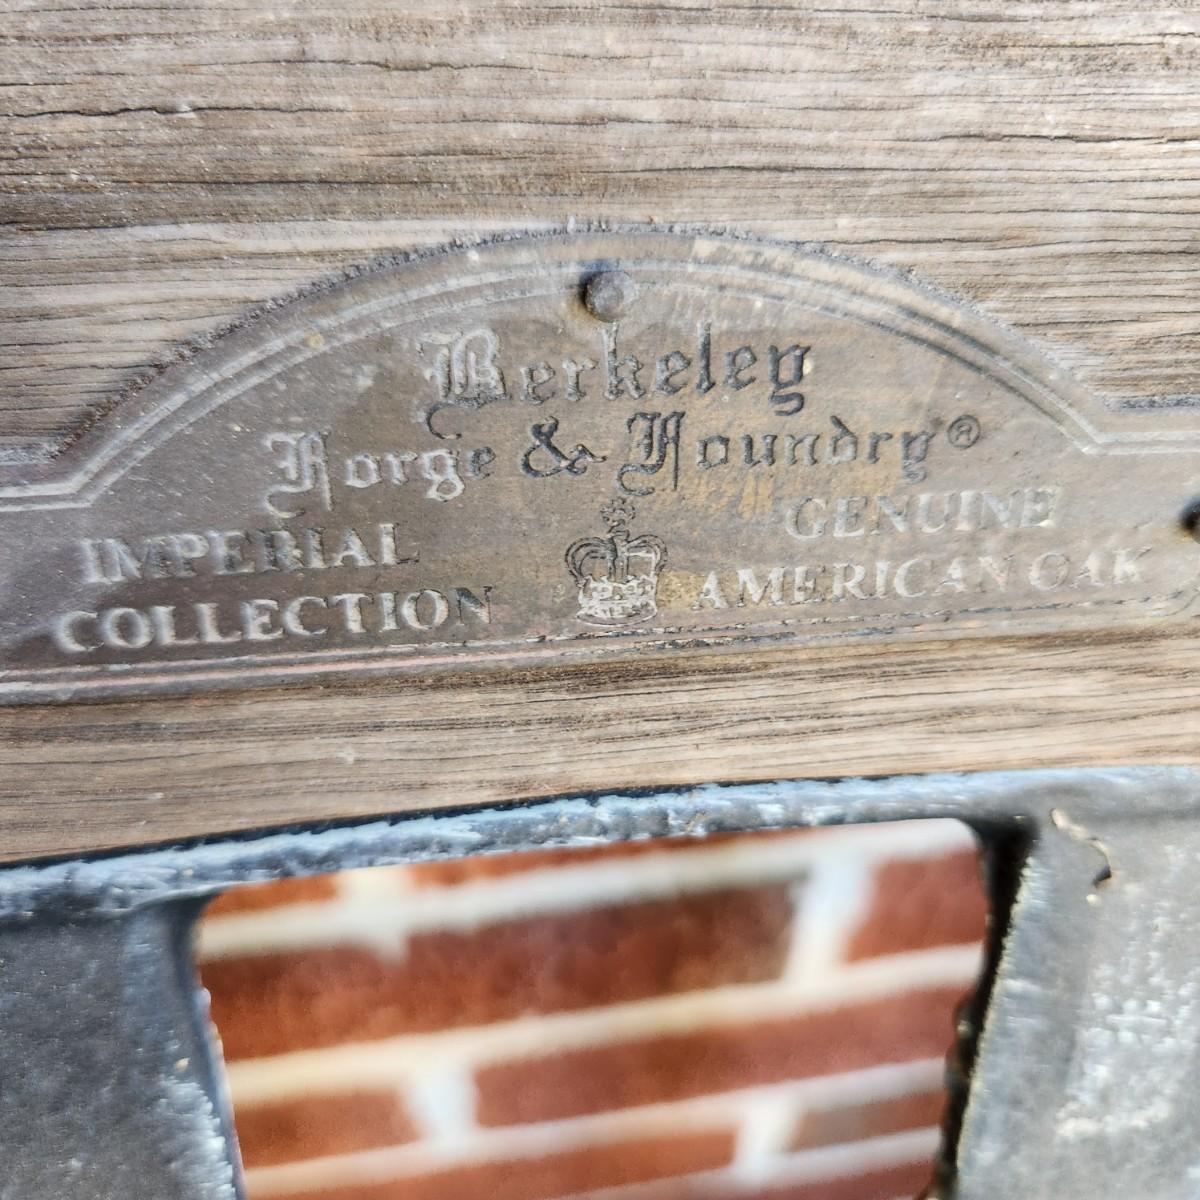 Berkeley
Forge & Foundry®
IMPERIAL
COLLECTION
GENUINE
AMERICAN OAK